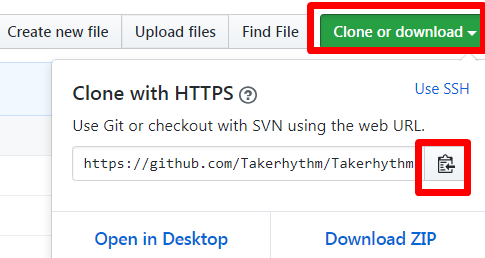 Create new file Upload files Find File Clone or download
Clone with HTTPS Use SSH
Use Git or checkout with SVN using the web URL.
https://github.com/Takerhythm/Takerhythm
Open in Desktop Download ZIP